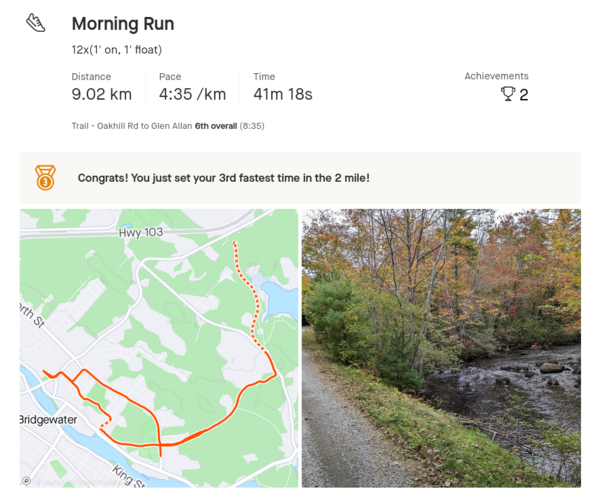 Morning Run
12x(1' on, 1' float)
Distance
Pace
Time
Achievements
9.02 km
4:35 /km
41m 18s
2
Trail - Oakhill Rd to Glen Allan 6th overall (8:35)
3
Congrats! You just set your 3rd fastest time in the 2 mile!
Hwy 103
orth St
Bridgewater
King St